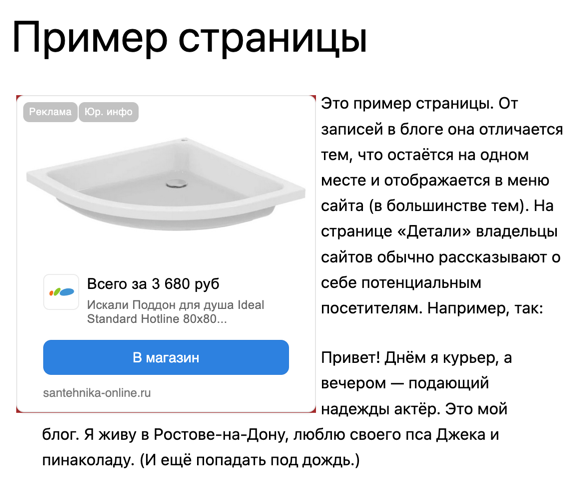 Пример страницы
Реклама
Юр. инфо
Всего за 3 680 руб
Искали Поддон для душа Ideal
Standard Hotline 80x80...
В магазин
santehnika-online.ru
Это пример страницы. От
записей в блоге она отличается
тем, что остаётся на одном
месте и отображается в меню
сайта (в большинстве тем). На
странице «Детали» владельцы
сайтов обычно рассказывают о
себе потенциальным
посетителям. Например, так:
Привет! Днём я курьер, а
вечером — подающий
надежды актёр. Это мой
блог. Я живу в Ростове-на-Дону, люблю своего пса Джека и
пинаколаду. (И ещё попадать под дождь.)